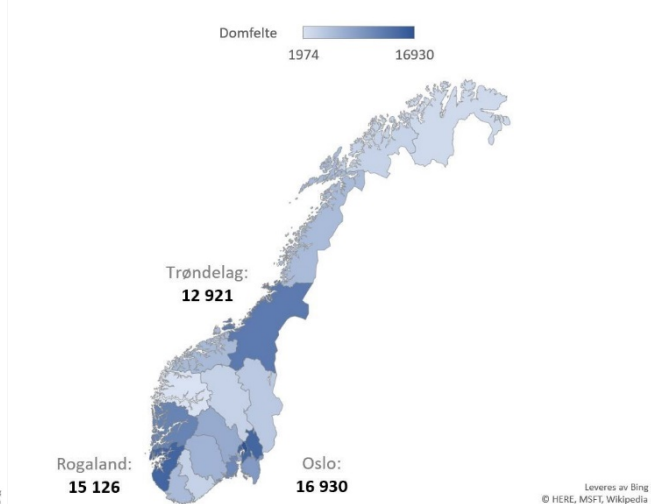 Domfelte
1974 16930
Trøndelag:
12 921
Rogaland:
15 126
Oslo:
16 930
Leveres av Bing
© HERE, MSFT, Wikipedia